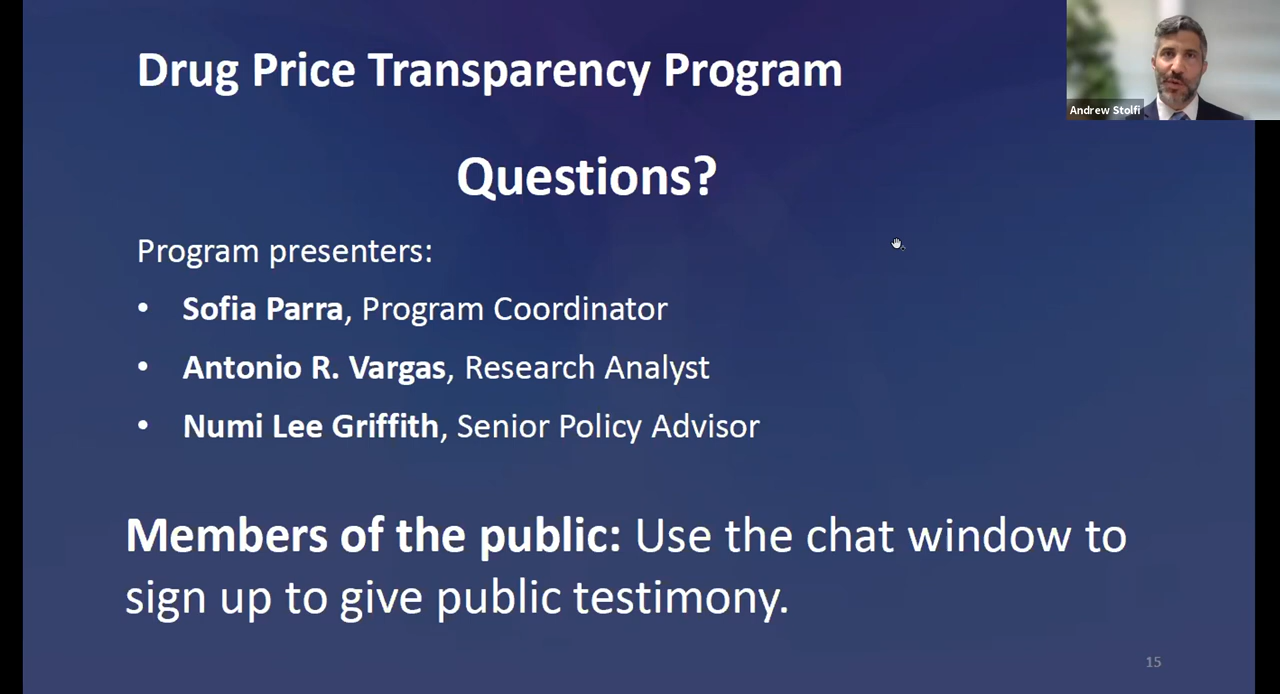 Drug Price Transparency Program
Andrew Stolfi
Questions?
Program presenters:
• Sofia Parra, Program Coordinator
• Antonio R. Vargas, Research Analyst
• Numi Lee Griffith, Senior Policy Advisor
Members of the public: Use the chat window to
sign up to give public testimony.
15